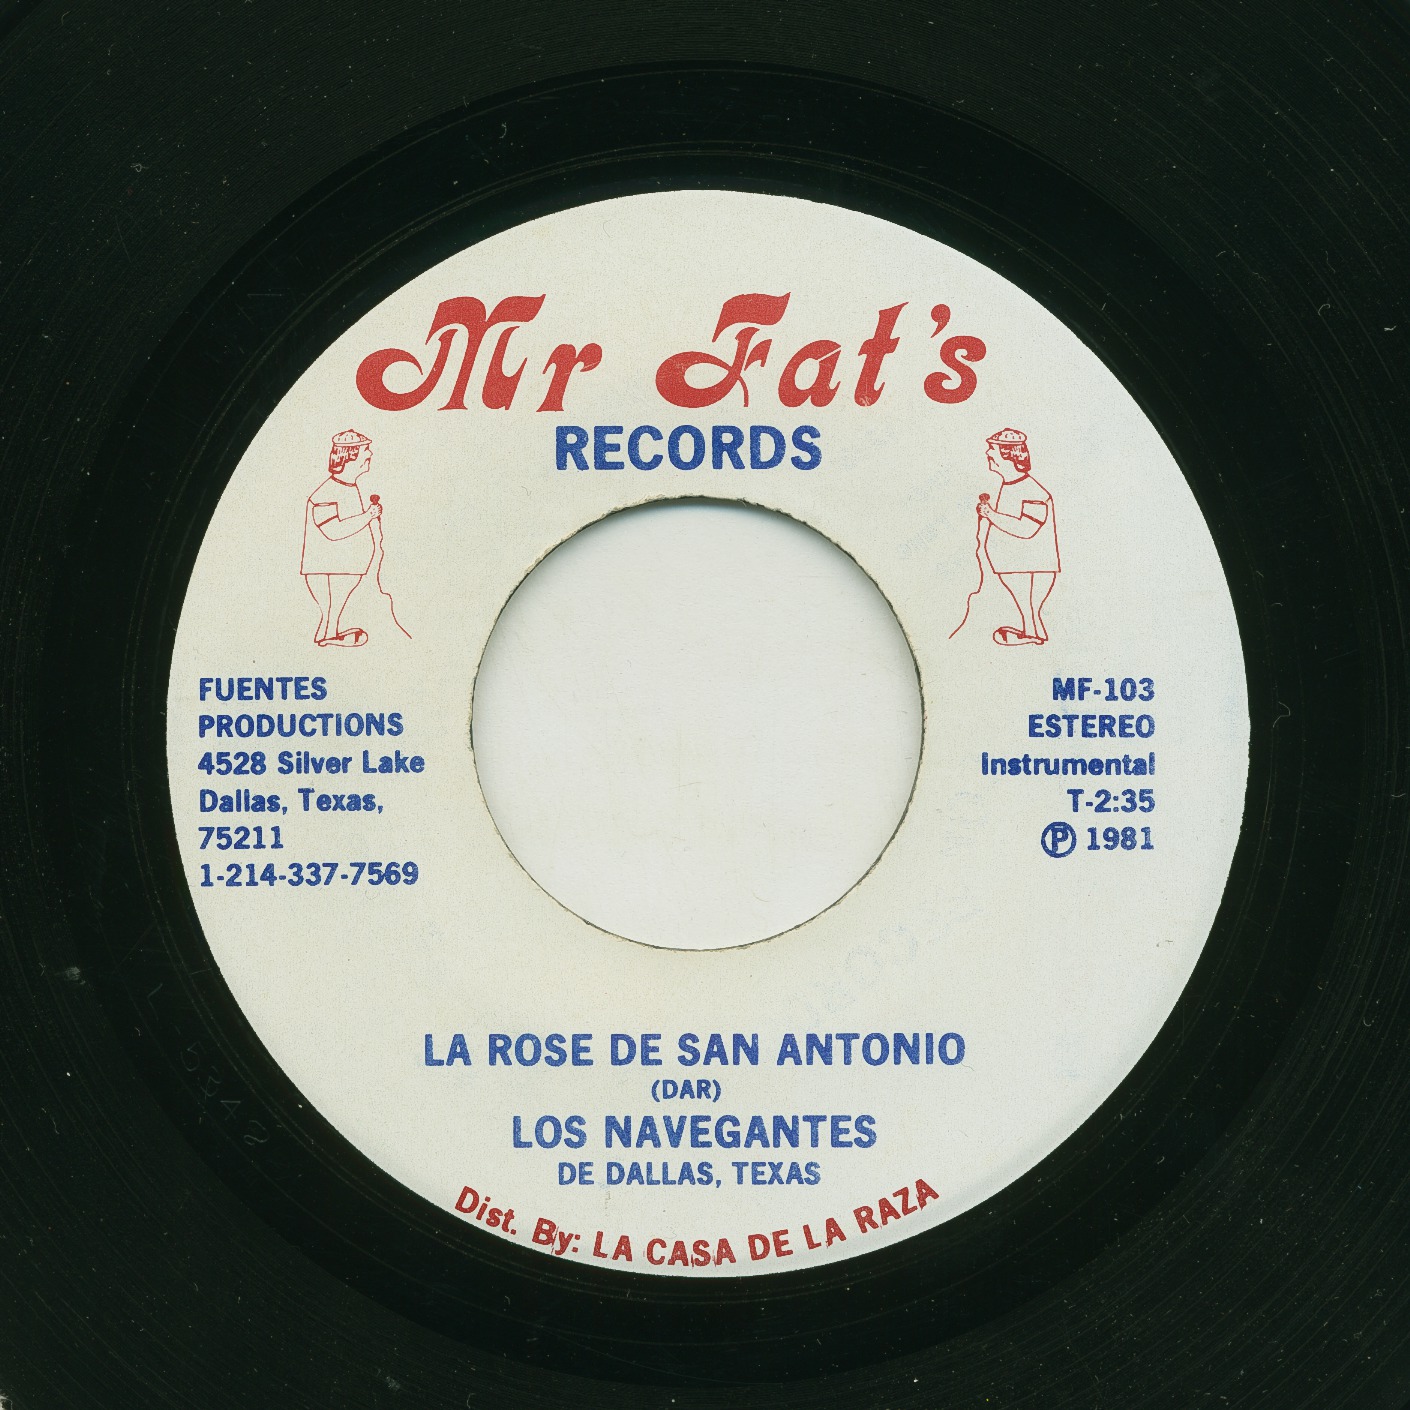 Mr Fat's
RECORDS
FUENTES
PRODUCTIONS
4528 Silver Lake
Dallas, Texas,
75211
1-214-337-7569
MF-103
ESTEREO
Instrumental
T-2:35
Ⓟ 1981
LA ROSE DE SAN ANTONIO
(DAR)
LOS NAVEGANTES
DE DALLAS, TEXAS
Dist. By: LA CASA DE LA RAZA